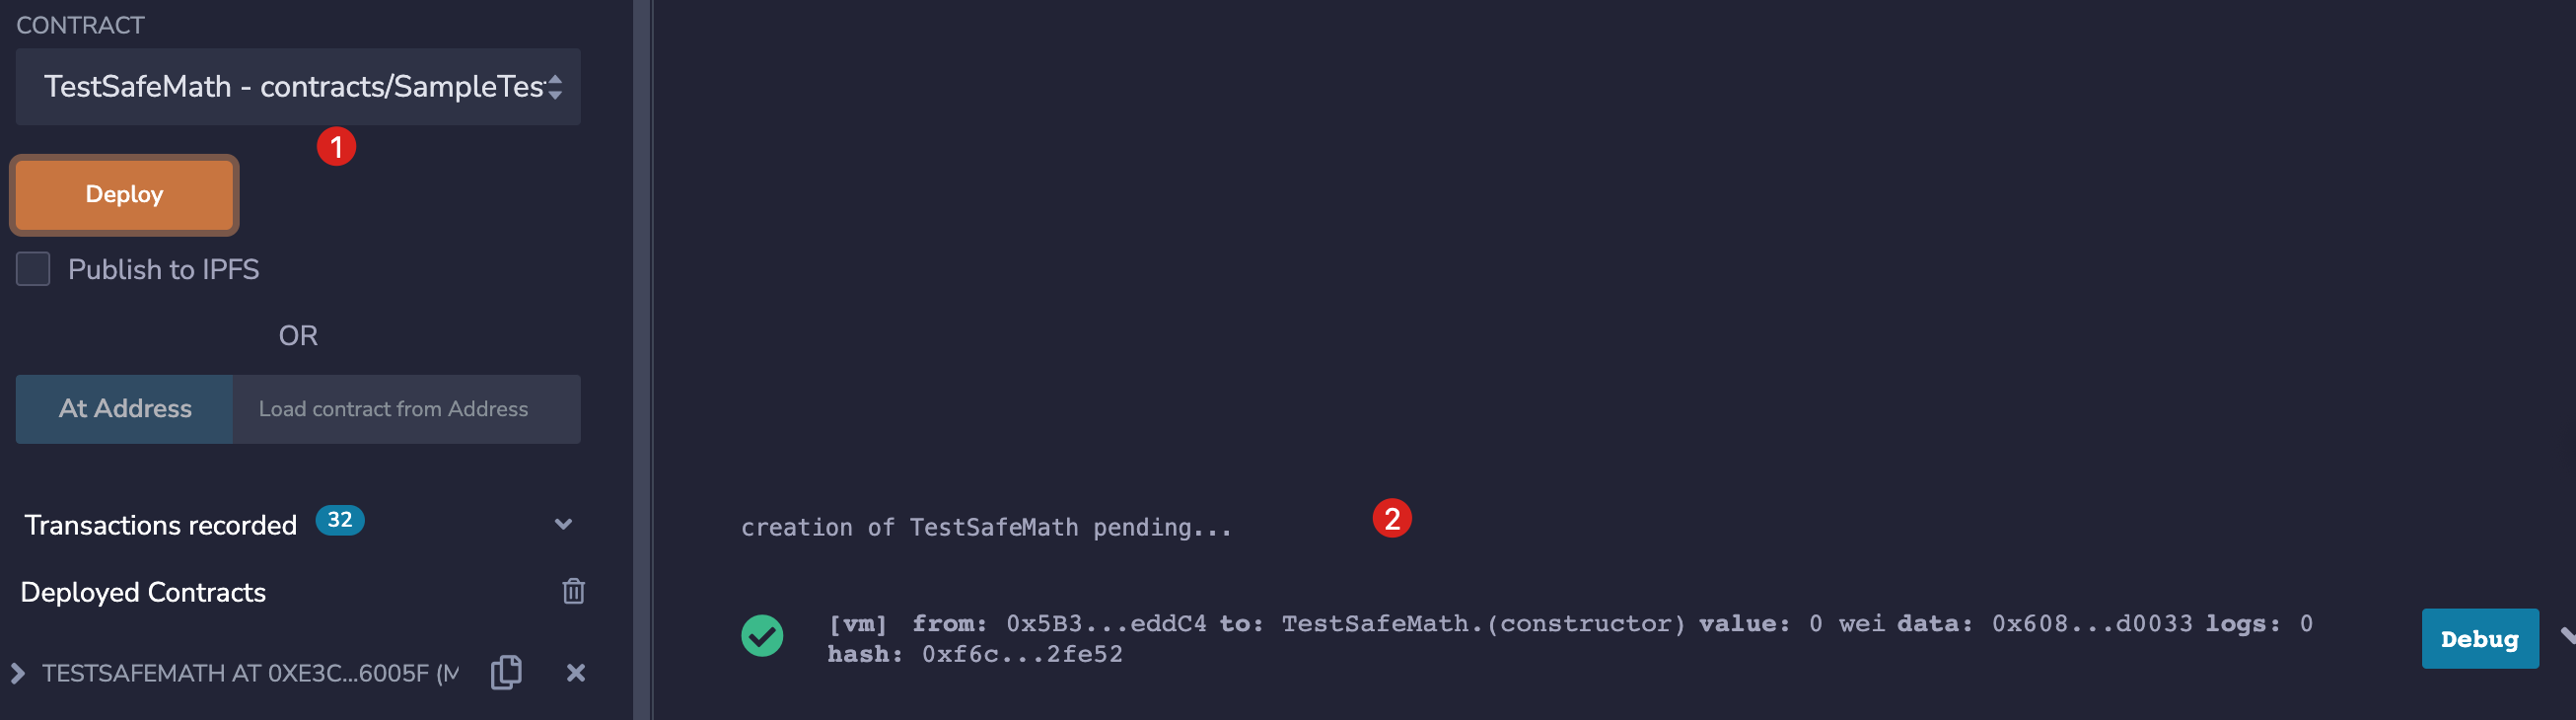 CONTRACT
TestSafeMath - contracts/SampleTes
1
Deploy
Publish to IPFS
OR
At Address Load contract from Address
Transactions recorded 32
Deployed Contracts
TESTSAFEMATH AT 0XE3C...6005F (M
creation of TestSafeMath pending...
2
[vm] from: 0x5B3...eddC4 to: TestSafeMath.(constructor) value: 0 wei data: 0x608...d0033 logs: 0
hash: 0xf6c...2fe52
Debug